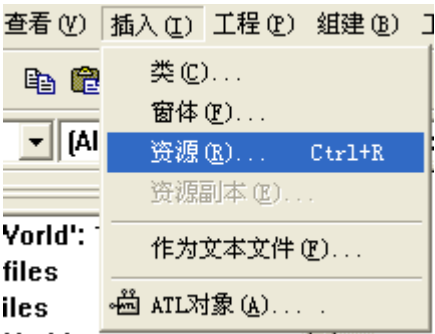 查看(V) 插入(I) 工程(P) 组建(B)
类(C)...
窗体(F)...
[Al
资源(R)... Ctrl+R
资源副本(E)...
作为文本文件(F)...
files
iles
ATL对象(A)... .